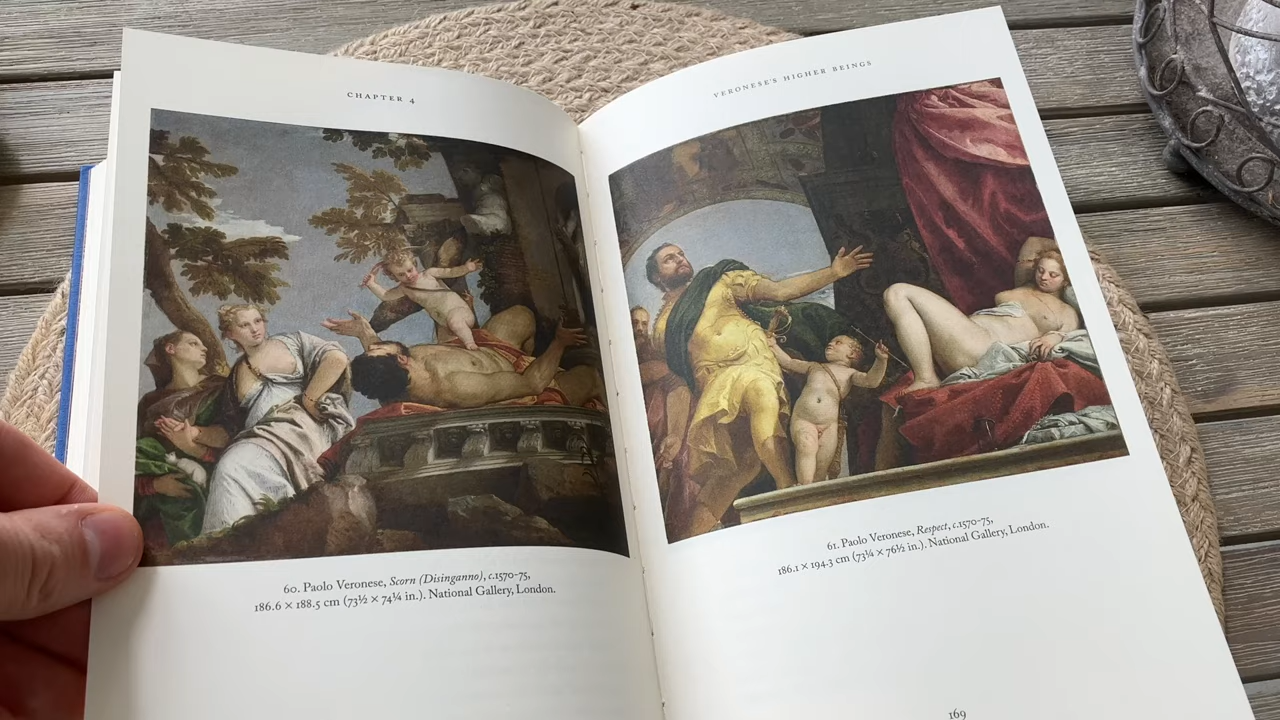 CHAPTER 4
60. Paolo Veronese, Scorn (Disinganno), c.1570–75,
186.6 × 188.5 cm (73½ × 74¼ in.). National Gallery, London.
VERONESE'S HIGHER BEINGS
61. Paolo Veronese, Respect, c.1570–75,
186.1 × 194.3 cm (73¼ × 76½ in.). National Gallery, London.
169